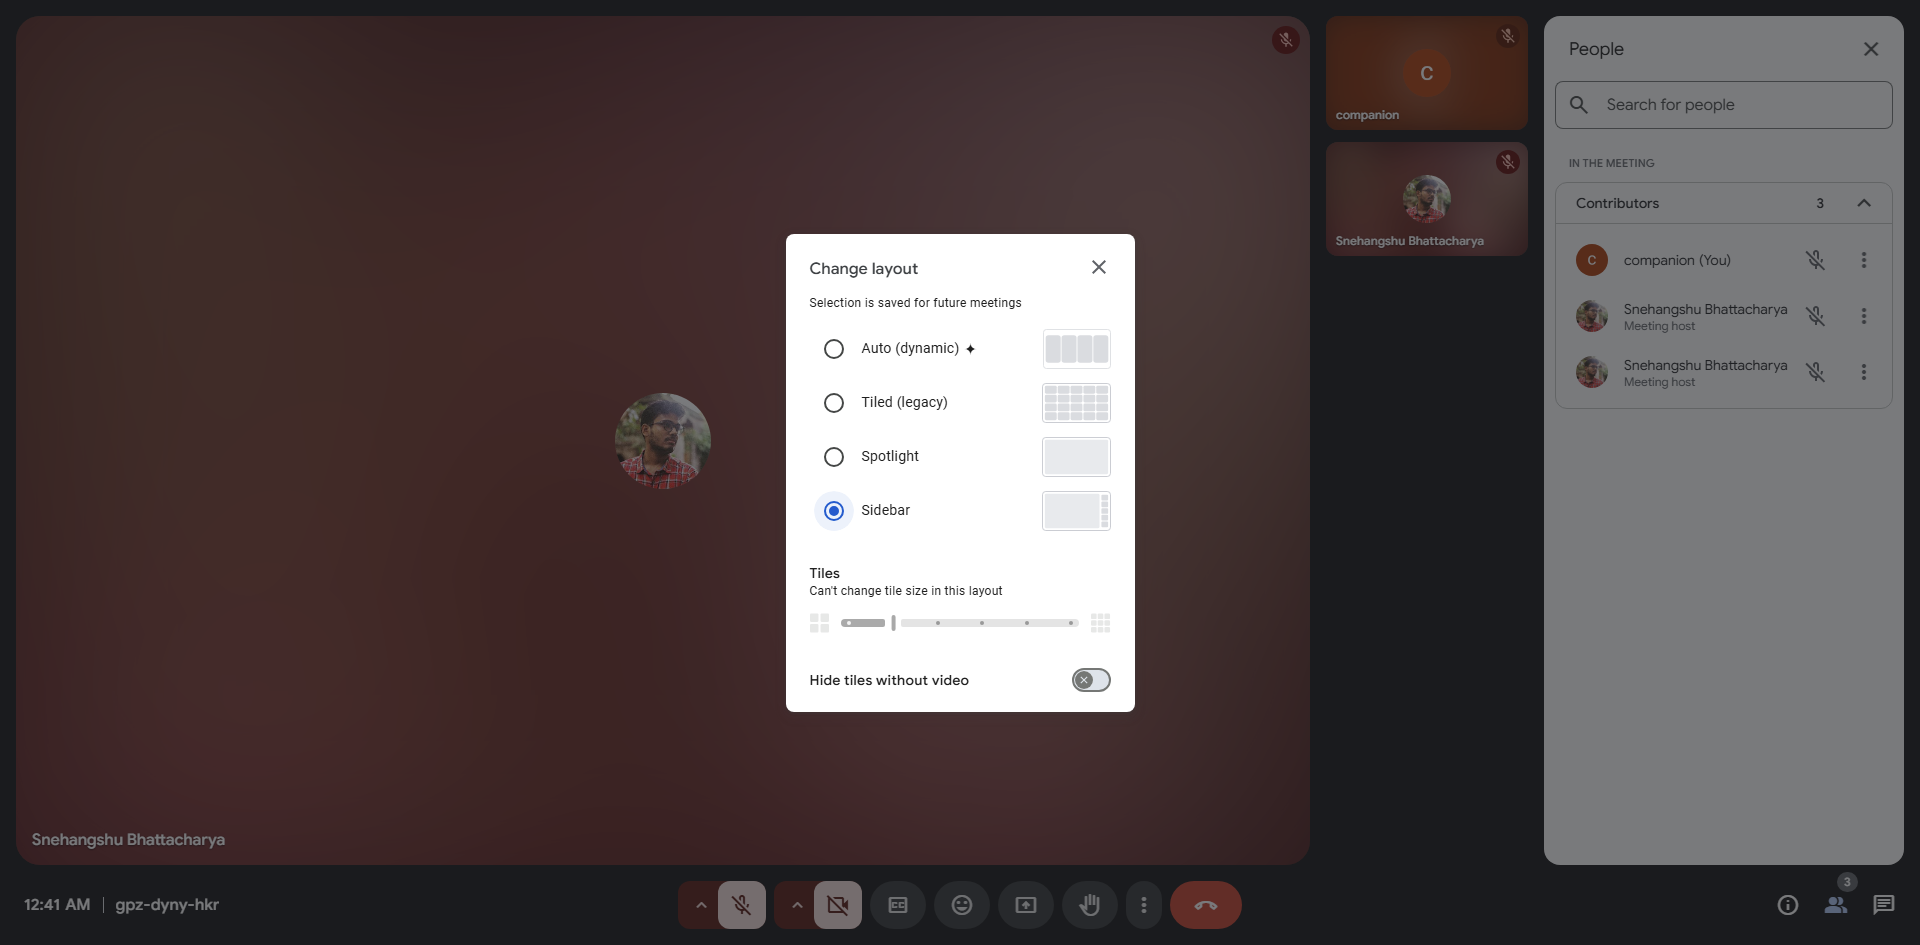 companion
C
Snehangshu Bhattacharya
Snehangshu Bhattacharya
People
Search for people
IN THE MEETING
Contributors 3
C companion (You)
Snehangshu Bhattacharya
Meeting host
Snehangshu Bhattacharya
Meeting host
Change layout
Selection is saved for future meetings
Auto (dynamic)
Tiled (legacy)
Spotlight
Sidebar
Tiles
Can't change tile size in this layout
Hide tiles without video
12:41 AM | gpz-dyny-hkr
CC
3